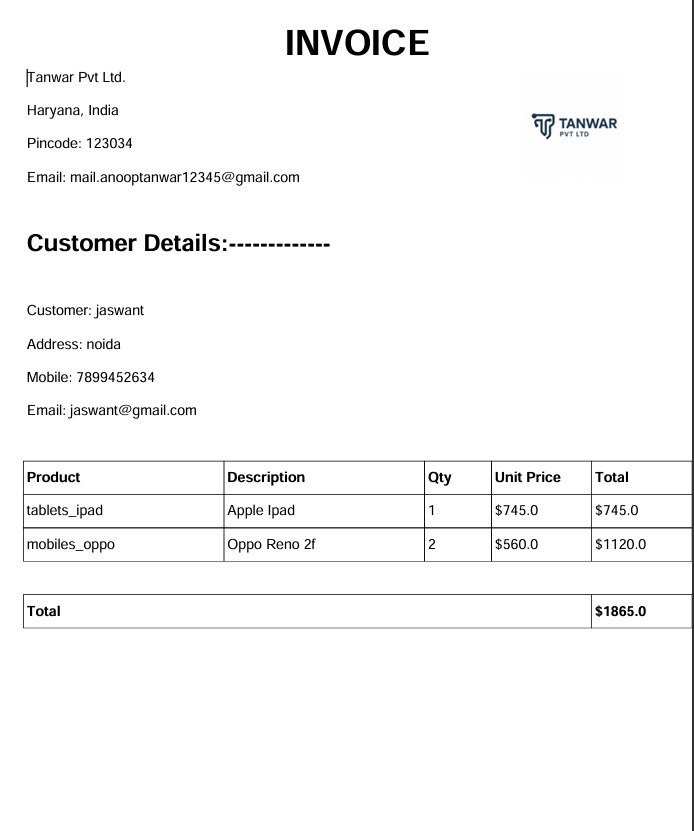 INVOICE
Tanwar Pvt Ltd.
Haryana, India
TANWAR
PVT LTD
Pincode: 123034
Email: mail.anooptanwar12345@gmail.com
Customer Details:-------------
Customer: jaswant
Address: noida
Mobile: 7899452634
Email: jaswant@gmail.com
Product Description Qty Unit Price Total
tablets_ipad Apple Ipad 1 $745.0 $745.0
mobiles_oppo Oppo Reno 2f 2 $560.0 $1120.0
Total $1865.0